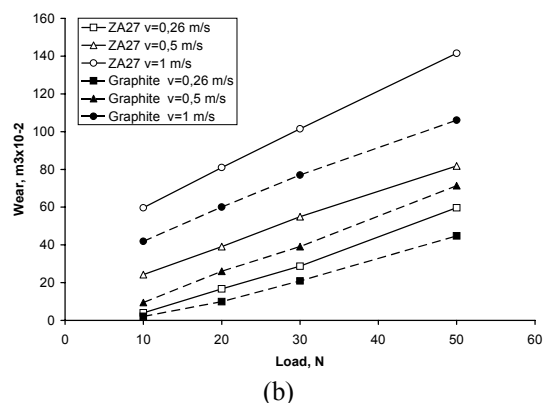 160
140
120
100
80
60
40
20
0
Wear, m3x10-2
ZA27 v=0,26 m/s
ZA27 v=0,5 m/s
ZA27 v=1 m/s
Graphite v=0,26 m/s
Graphite v=0,5 m/s
Graphite v=1 m/s
0 10 20 30 40 50 60
Load, N
(b)